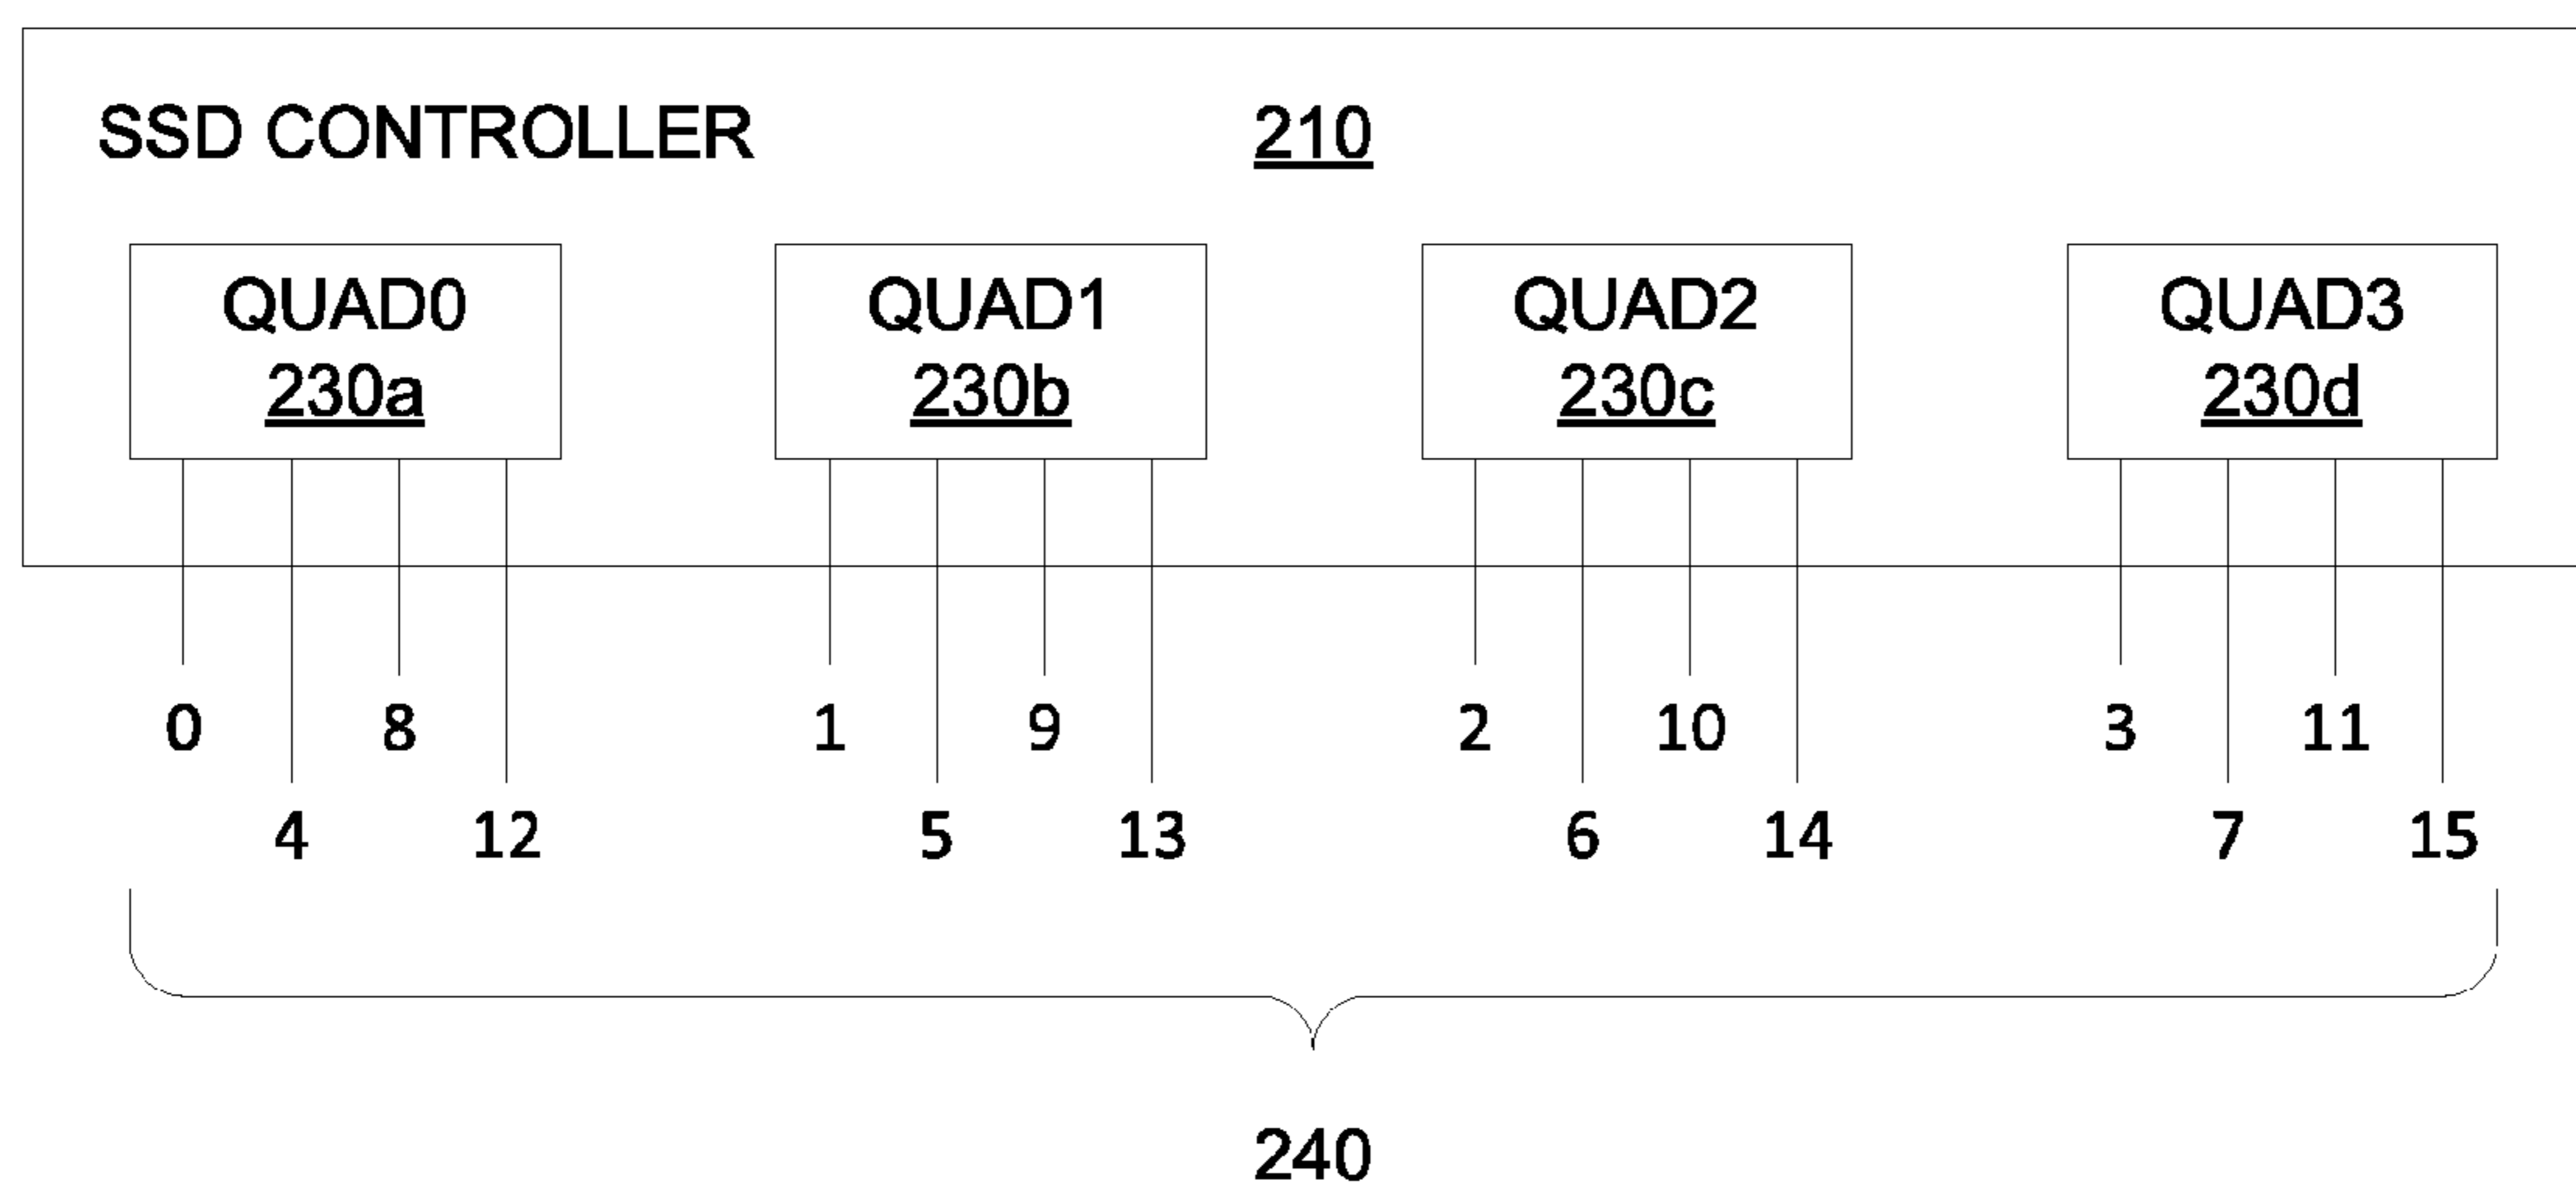 SSD CONTROLLER 210
QUAD0 QUAD1 QUAD2 QUAD3
230a 230b 230c 230d
0 8 1 9 2 10 3 11
4 12 5 13 6 14 7 15
240